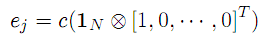 e_j = c(𝟏_N ⊗ [1, 0, ⋯ , 0]^T)